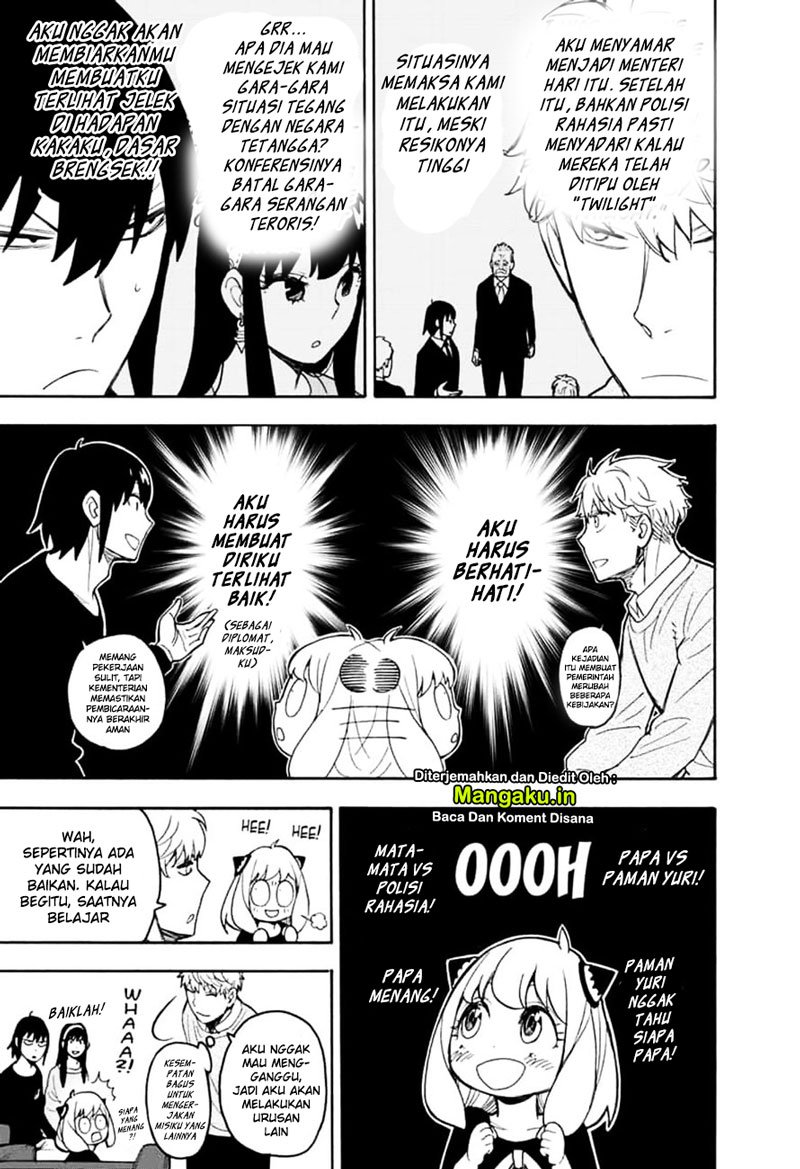 AKU MENYAMAR
MENJADI MENTERI
HARI ITU. SETELAH
ITU, BAHKAN POLISI
RAHASIA PASTI
MENYADARI KALAU
MEREKA TELAH
DITIPU OLEH
"TWILIGHT"
SITUASINYA
MEMAKSA KAMI
MELAKUKAN
ITU, MESKI
RESIKONYA
TINGGI
GRR...
APA DIA MAU
MENGEJEK KAMI
GARA-GARA
SITUASI TEGANG
DENGAN NEGARA
TETANGGA?
KONFERENSINYA
BATAL GARA-
GARA SERANGAN
TERORIS!
AKU NGGAK AKAN
MEMBIARKANMU
MEMBUATKU
TERLIHAT JELEK
DI HADAPAN
KAKAKU, DASAR
BRENGSEK!!
AKU
HARUS
BERHATI-
HATI!
ADA
KEJADIAN
ITU MEMBUAT
PEMERINTAH
MERUBAH
BEBERAPA
KEBIJAKAN?
AKU
HARUS
MEMBUAT
DIRIKU
TERLIHAT
BAIK!
(SEBAGAI
DIPLOMAT,
MAKSUD-
KU)
MEMANG
PEKERJAAN
SULIT, TAPI
KEMENTERIAN
MEMASTIKAN
PEMBICARAAN-
NYA BERAKHIR
AMAN
Diterjemahkan dan Diedit Oleh :
Mangaku.in
Baca Dan Koment Disana
PAPA VS
PAMAN YURI!
OOOH
MATA-
MATA VS
POLISI
RAHASIA!
PAMAN
YURI
NGGAK
TAHU
SIAPA
PAPA!
PAPA
MENANG!
HEE!
HEE!
WAH,
SEPERTINYA ADA
YANG SUDAH
BAIKAN. KALAU
BEGITU, SAATNYA
BELAJAR
AKU NGGAK
MAU MENG-
GANGGU,
JADI AKU AKAN
MELAKUKAN
URUSAN
LAIN
KESEM-
PATAN
BAGUS
UNTUK
MENGER-
JAKAN
MISIKU YANG
LAINNYA
WHAAA?!
BAIKLAH!
SIAPA
YANG
MENANG
?!